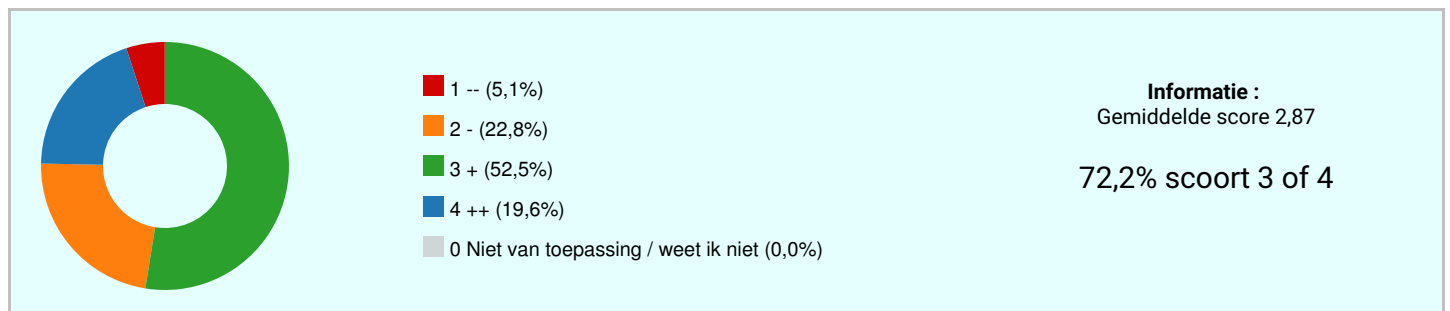 1 -- (5,1%)
2 - (22,8%)
3 + (52,5%)
4 ++ (19,6%)
0 Niet van toepassing / weet ik niet (0,0%)
Informatie :
Gemiddelde score 2,87
72,2% scoort 3 of 4